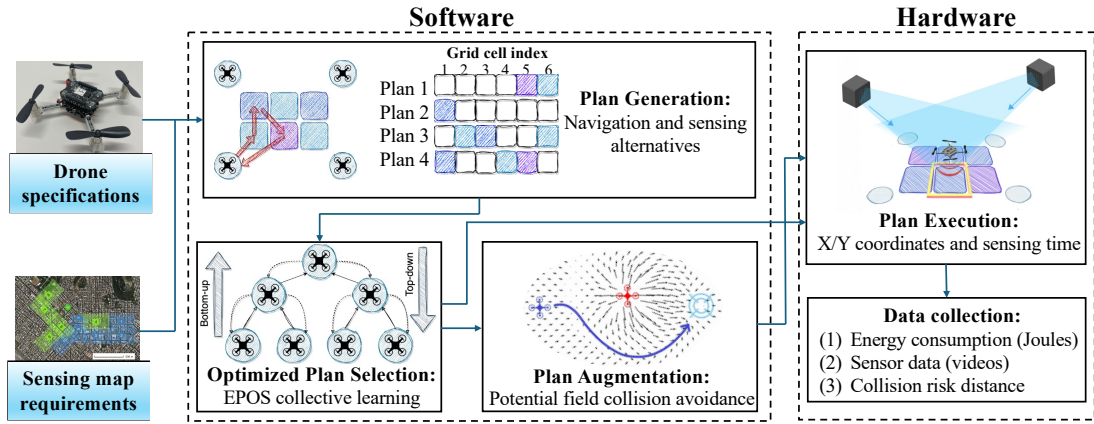 Software
Hardware
Drone
specifications
Sensing map
requirements
Grid cell index
1 2 3 4 5 6
Plan 1
Plan 2
Plan 3
Plan 4
Plan Generation:
Navigation and sensing
alternatives
Bottom-up
Top-down
Optimized Plan Selection:
EPOS collective learning
Plan Augmentation:
Potential field collision avoidance
Plan Execution:
X/Y coordinates and sensing time
Data collection:
(1) Energy consumption (Joules)
(2) Sensor data (videos)
(3) Collision risk distance